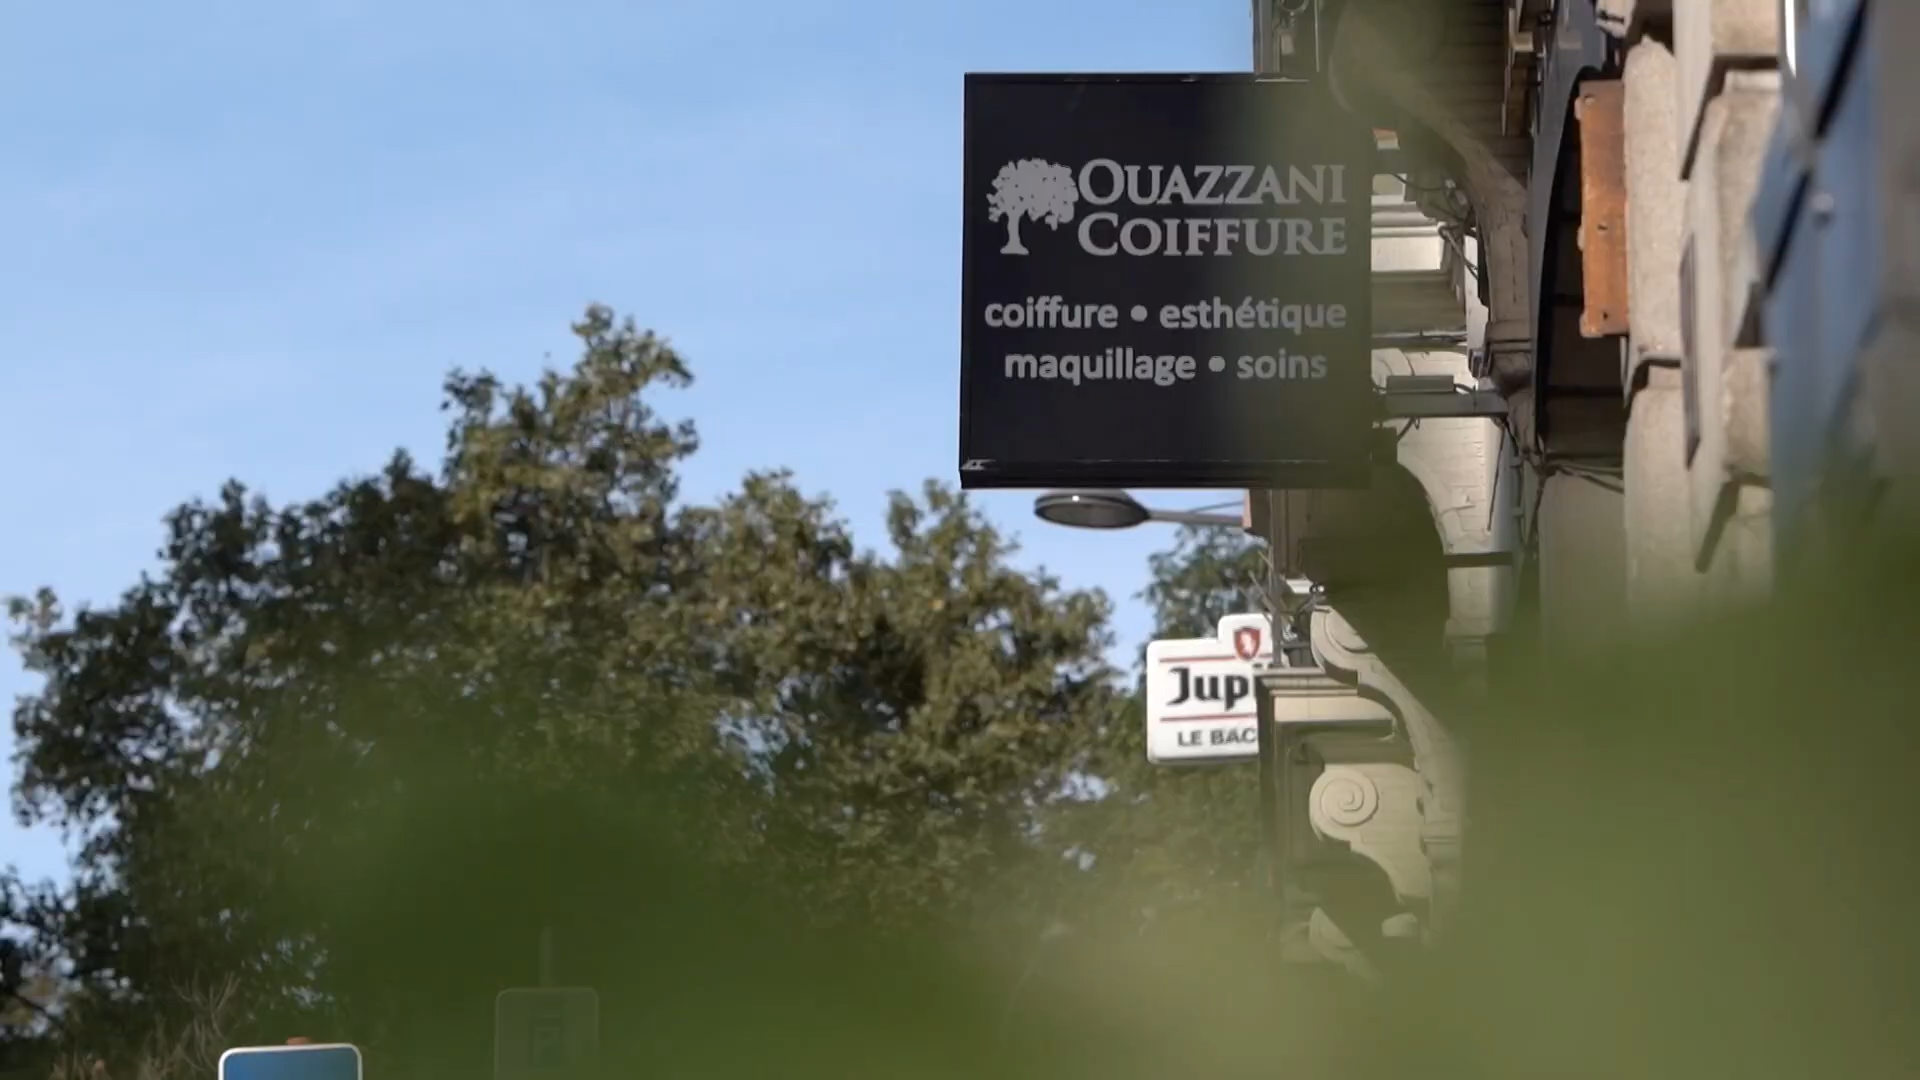 OUAZZANI
COIFFURE
coiffure • esthétique
maquillage • soins
Jupi
LE BAC